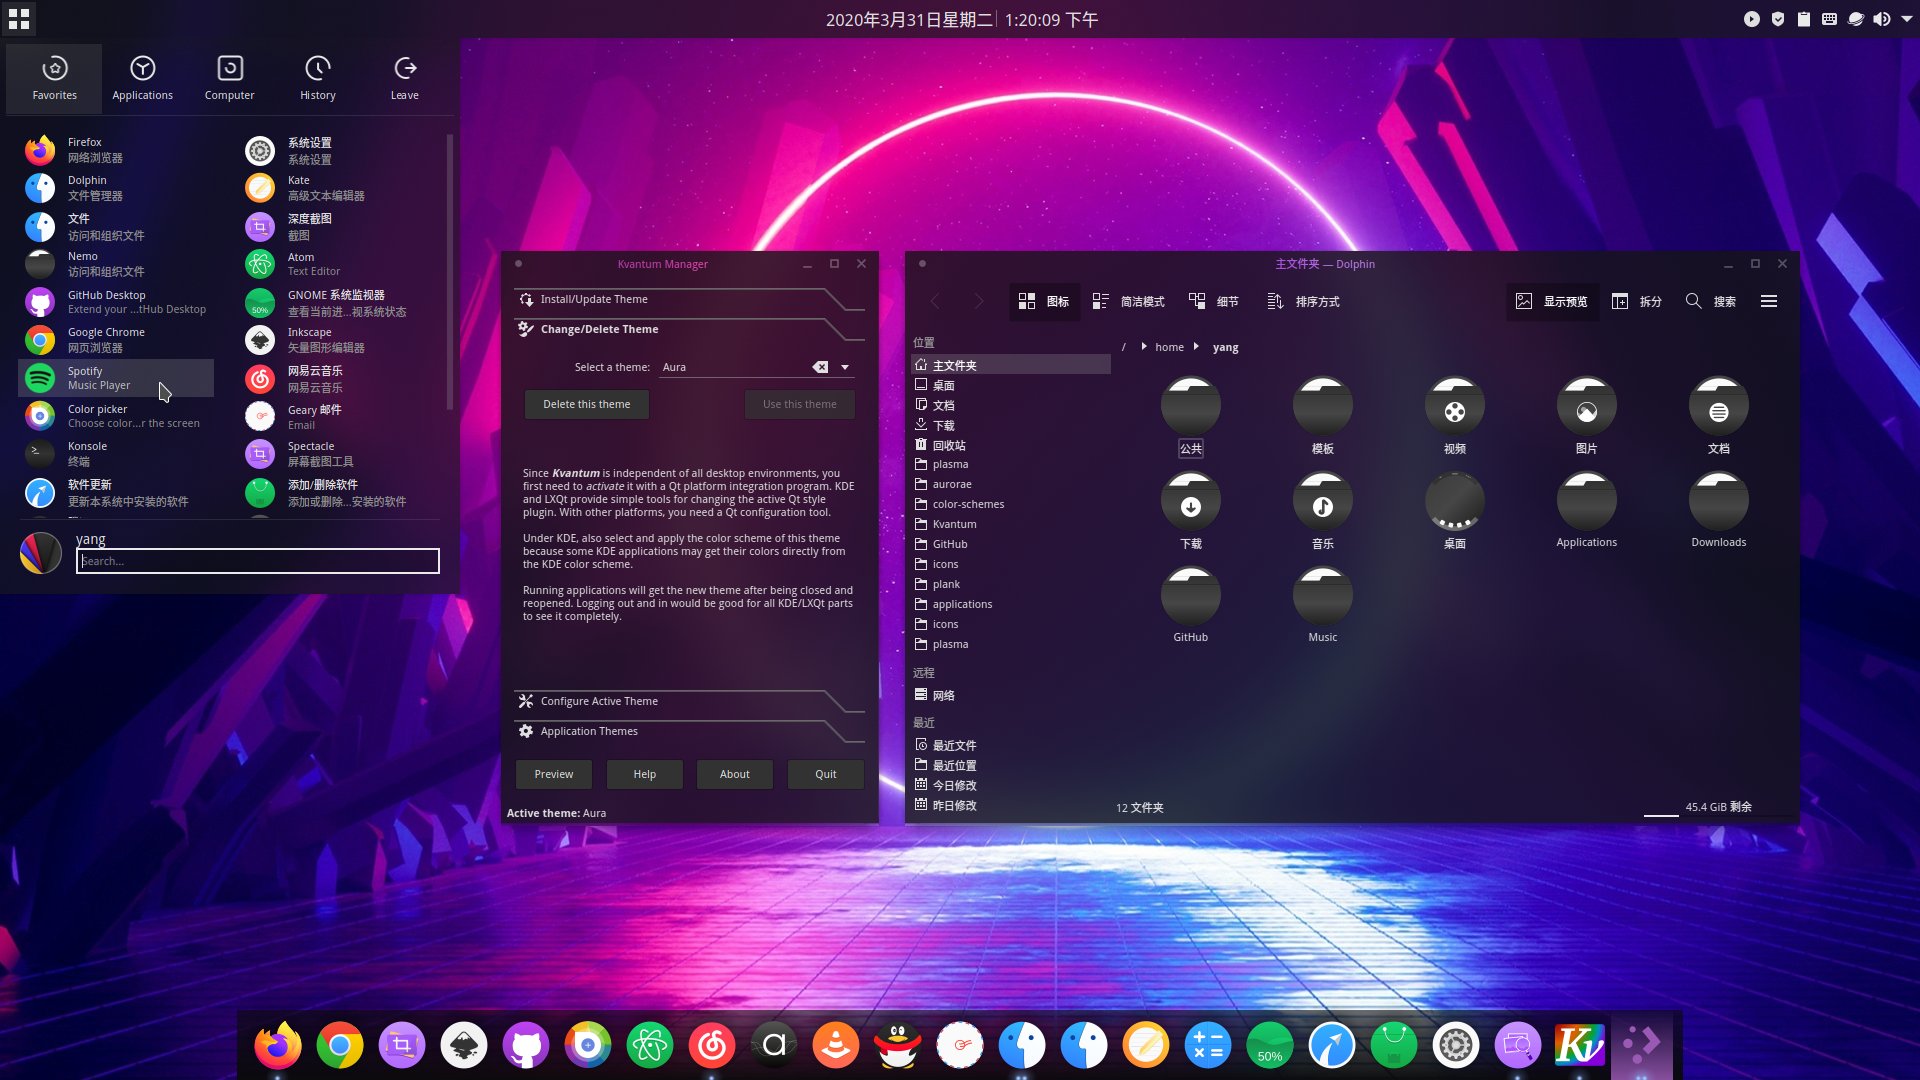 2020年3月31日星期二 1:20:09 下午
Favorites
Applications
Computer
History
Leave
Firefox
网络浏览器
系统设置
系统设置
Dolphin
文件管理器
Kate
高级文本编辑器
文件
访问和组织文件
深度截图
截图
Nemo
访问和组织文件
Atom
Text Editor
GitHub Desktop
Extend your ...tHub Desktop
50%
GNOME 系统监视器
查看当前进...视系统状态
Google Chrome
网页浏览器
Inkscape
矢量图形编辑器
Spotify
Music Player
网易云音乐
网易云音乐
Color picker
Choose color...r the screen
Geary 邮件
Email
Konsole
终端
Spectacle
屏幕截图工具
软件更新
更新本系统中安装的软件
添加/删除软件
添加或删除...安装的软件
yang
Search...
Kvantum Manager
Install/Update Theme
Change/Delete Theme
Select a theme: Aura
Delete this theme
Use this theme
Since Kvantum is independent of all desktop environments, you
first need to activate it with a Qt platform integration program. KDE
and LXQt provide simple tools for changing the active Qt style
plugin. With other platforms, you need a Qt configuration tool.
Under KDE, also select and apply the color scheme of this theme
because some KDE applications may get their colors directly from
the KDE color scheme.
Running applications will get the new theme after being closed and
reopened. Logging out and in would be good for all KDE/LXQt parts
to see it completely.
Configure Active Theme
Application Themes
Preview
Help
About
Quit
Active theme: Aura
主文件夹 — Dolphin
图标
简洁模式
细节
排序方式
显示预览
拆分
搜索
位置
主文件夹
桌面
文档
下载
回收站
plasma
aurorae
color-schemes
Kvantum
GitHub
icons
plank
applications
icons
plasma
远程
网络
最近
最近文件
最近位置
今日修改
昨日修改
/ home yang
公共
模板
视频
图片
文档
下载
音乐
桌面
Applications
Downloads
GitHub
Music
12 文件夹
45.4 GiB 剩余
a
50%
Kv